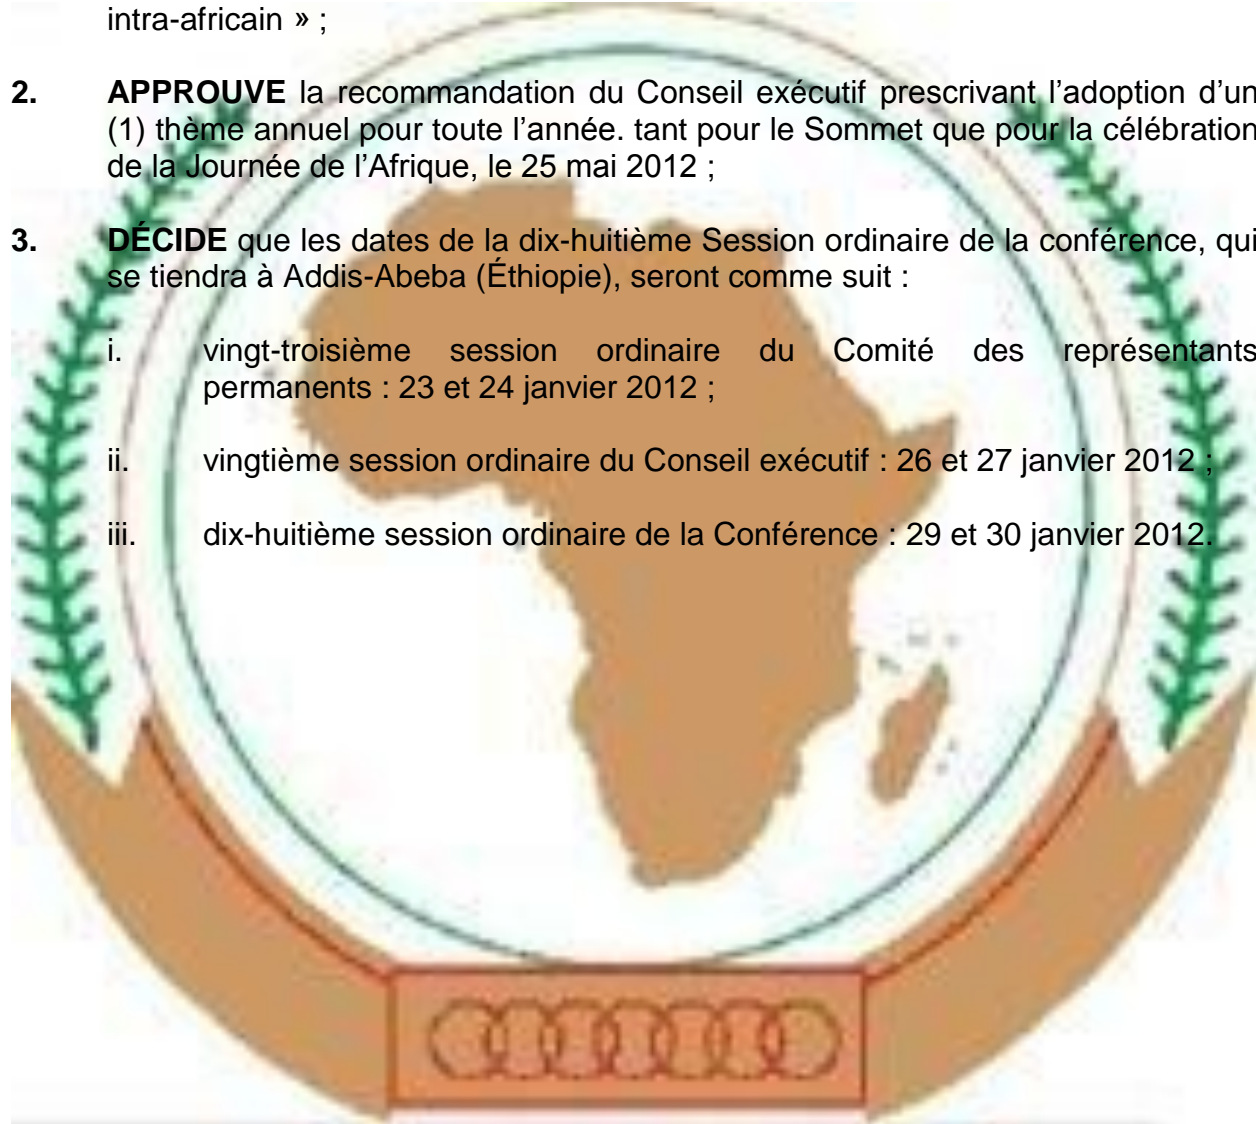 intra-africain » ;
2. APPROUVE la recommandation du Conseil exécutif prescrivant l’adoption d’un
(1) thème annuel pour toute l’année. tant pour le Sommet que pour la célébration
de la Journée de l’Afrique, le 25 mai 2012 ;
3. DÉCIDE que les dates de la dix-huitième Session ordinaire de la conférence, qui
se tiendra à Addis-Abeba (Éthiopie), seront comme suit :
i. vingt-troisième session ordinaire du Comité des représentants
permanents : 23 et 24 janvier 2012 ;
ii. vingtième session ordinaire du Conseil exécutif : 26 et 27 janvier 2012 ;
iii. dix-huitième session ordinaire de la Conférence : 29 et 30 janvier 2012.